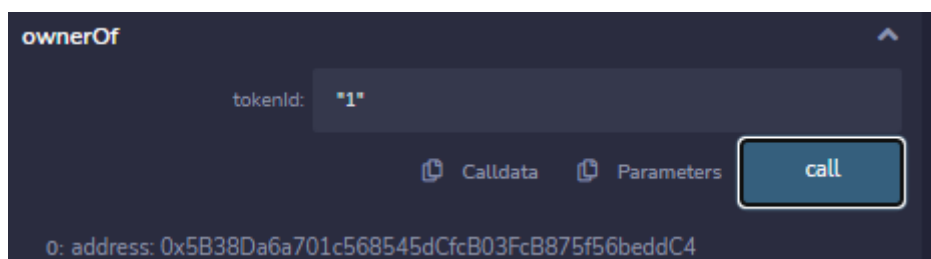 ownerOf
tokenId: "1"
Calldata Parameters call
0: address: 0x5B38Da6a701c568545dCfcB03FcB875f56beddC4